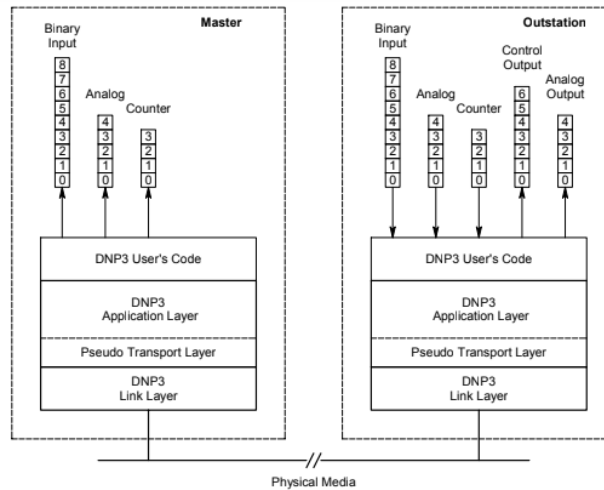 Master
Binary
Input
8
7
6
5
4
3
2
1
0
Analog
4
3
2
1
0
Counter
3
2
1
0
DNP3 User's Code
DNP3
Application Layer
Pseudo Transport Layer
DNP3
Link Layer
Outstation
Binary
Input
8
7
6
5
4
3
2
1
0
Analog
4
3
2
1
0
Counter
3
2
1
0
Control
Output
6
5
4
3
2
1
0
Analog
Output
4
3
2
1
0
DNP3 User's Code
DNP3
Application Layer
Pseudo Transport Layer
DNP3
Link Layer
Physical Media